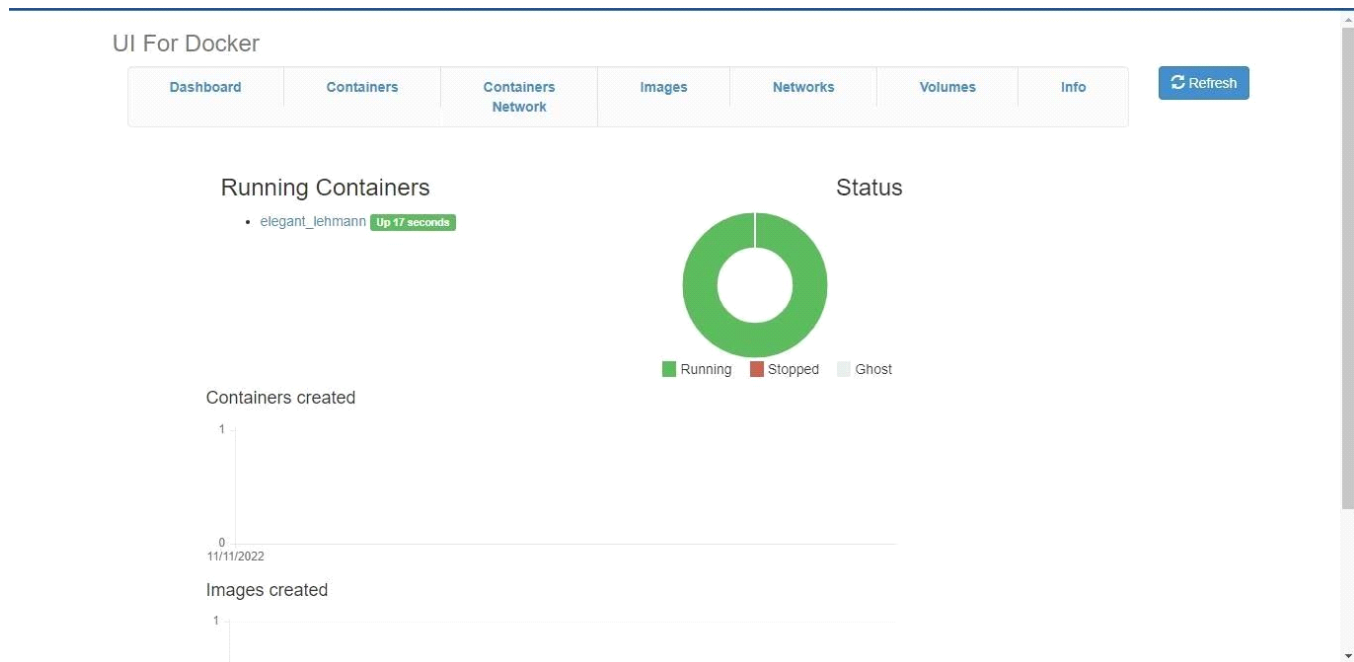 UI For Docker
Dashboard
Containers
Containers
Network
Images
Networks
Volumes
Info
Refresh
Running Containers
elegant_lehmann Up 17 seconds
Status
Running
Stopped
Ghost
Containers created
1
0
11/11/2022
Images created
1